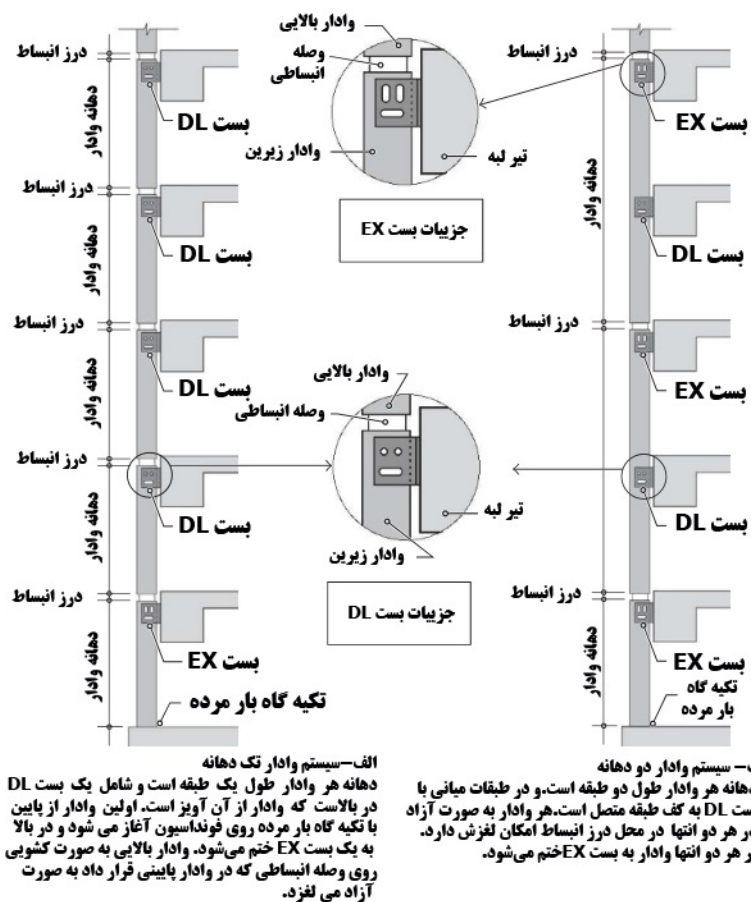 وادار بالایی
وصله
انبساطی
وادار زیرین
تیر لبه
جزییات بست EX
درز انبساط
بست DL
درز انبساط
بست DL
درز انبساط
بست DL
درز انبساط
بست DL
درز انبساط
بست EX
تکیه گاه بار مرده
دهانه وادار
دهانه وادار
دهانه وادار
دهانه وادار
دهانه وادار
وادار بالایی
وصله انبساطی
تیر لبه
وادار زیرین
جزییات بست DL
درز انبساط
بست EX
بست DL
درز انبساط
بست EX
بست DL
درز انبساط
بست EX
تکیه گاه
بار مرده
دهانه وادار
دهانه وادار
دهانه وادار
الف-سیستم وادار تک دهانه
دهانه هر وادار طول یک طبقه است و شامل یک بست DL
در بالاست که وادار از آن آویز است. اولین وادار از پایین
با تکیه گاه بار مرده روی فونداسیون آغاز می شود و در بالا
به یک بست EX ختم می‌شود. وادار بالایی به صورت کشویی
روی وصله انبساطی که در وادار پایینی قرار داد به صورت
آزاد می لغزد.
- سیستم وادار دو دهانه
دهانه هر وادار طول دو طبقه است.و در طبقات میانی با
ست DL به کف طبقه متصل است.هر وادار به صورت آزاد
در هر دو انتها در محل درز انبساط امکان لغزش دارد.
ر هر دو انتها وادار به بست EXختم می‌شود.